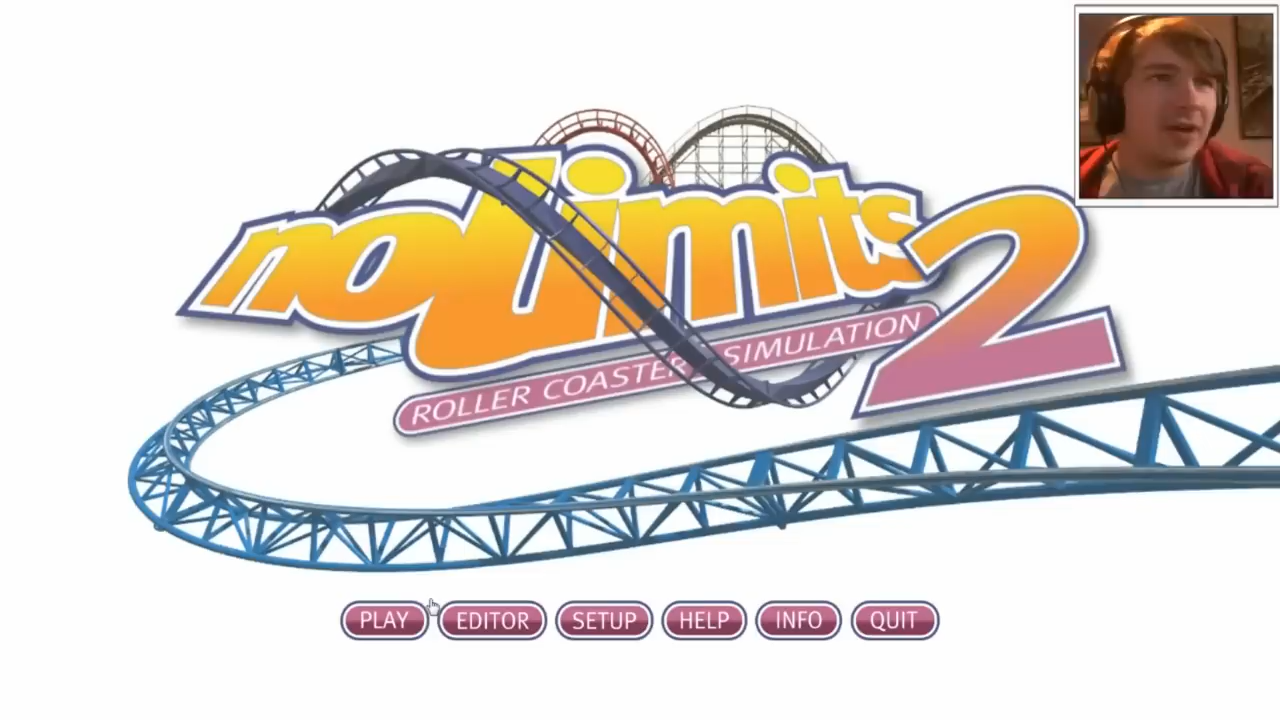 noLimits 2
ROLLER COASTER SIMULATION
PLAY EDITOR SETUP HELP INFO QUIT